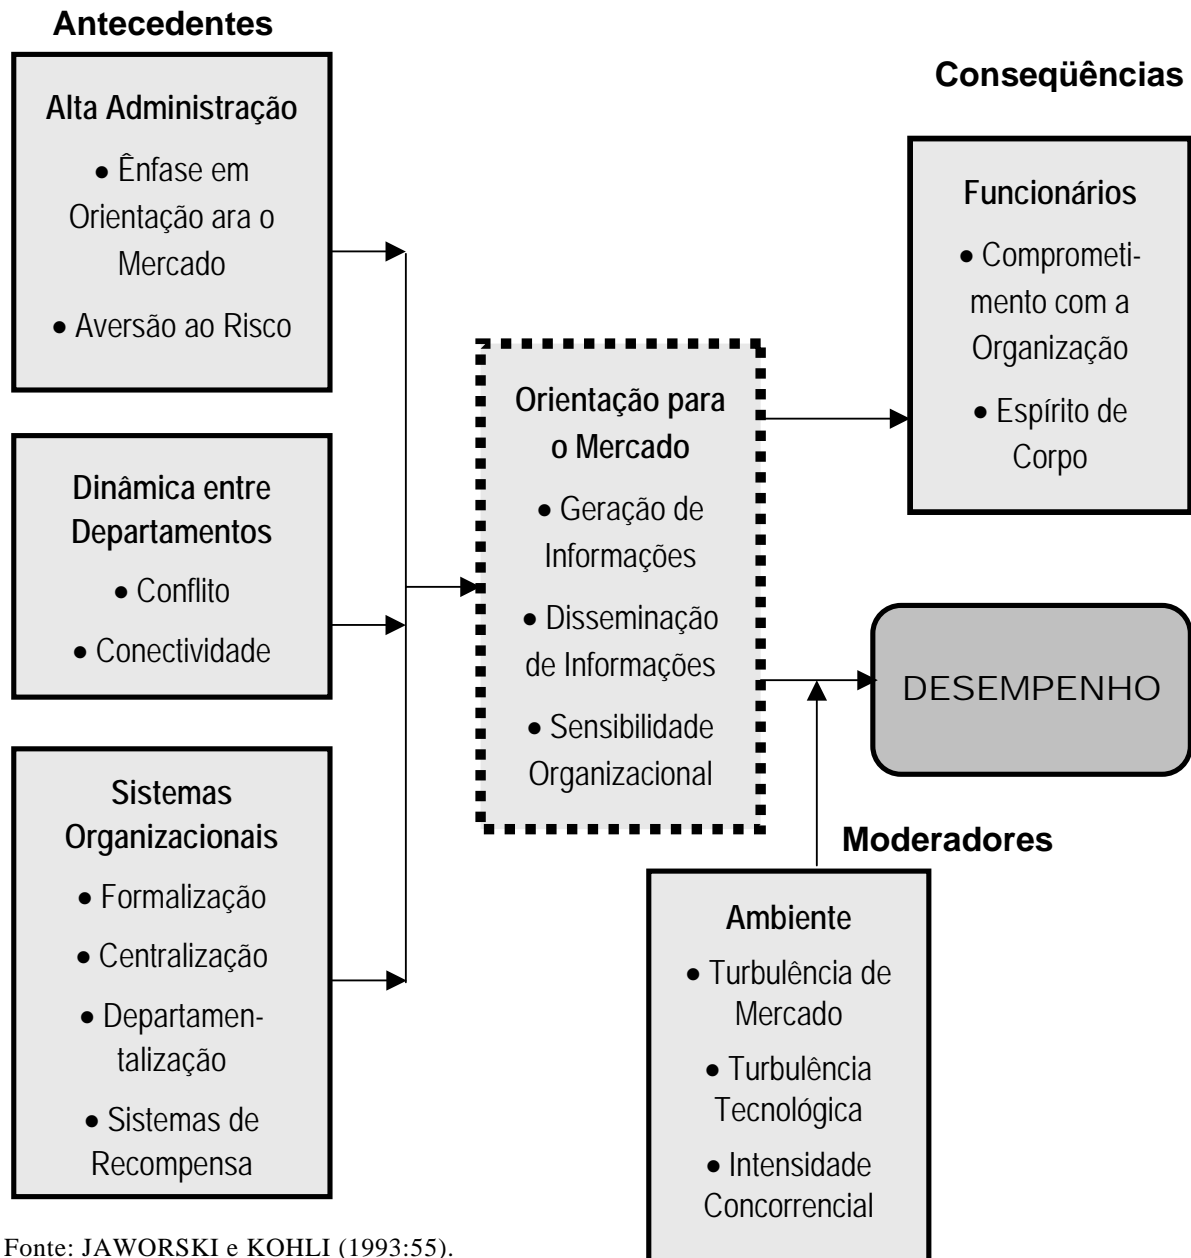 Antecedentes
Alta Administração
• Ênfase em
Orientação ara o
Mercado
• Aversão ao Risco
Dinâmica entre
Departamentos
• Conflito
• Conectividade
Sistemas
Organizacionais
• Formalização
• Centralização
• Departamen-
talização
• Sistemas de
Recompensa
Orientação para
o Mercado
• Geração de
Informações
• Disseminação
de Informações
• Sensibilidade
Organizacional
Conseqüências
Funcionários
• Comprometi-
mento com a
Organização
• Espírito de
Corpo
DESEMPENHO
Moderadores
Ambiente
• Turbulência de
Mercado
• Turbulência
Tecnológica
• Intensidade
Concorrencial
Fonte: JAWORSKI e KOHLI (1993:55).